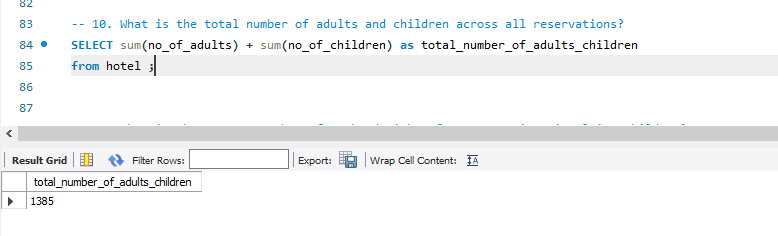 82
83 -- 10. What is the total number of adults and children across all reservations?
84 SELECT sum(no_of_adults) + sum(no_of_children) as total_number_of_adults_children
85 from hotel ;
86
87
Result Grid Filter Rows: Export: Wrap Cell Content:
total_number_of_adults_children
1385